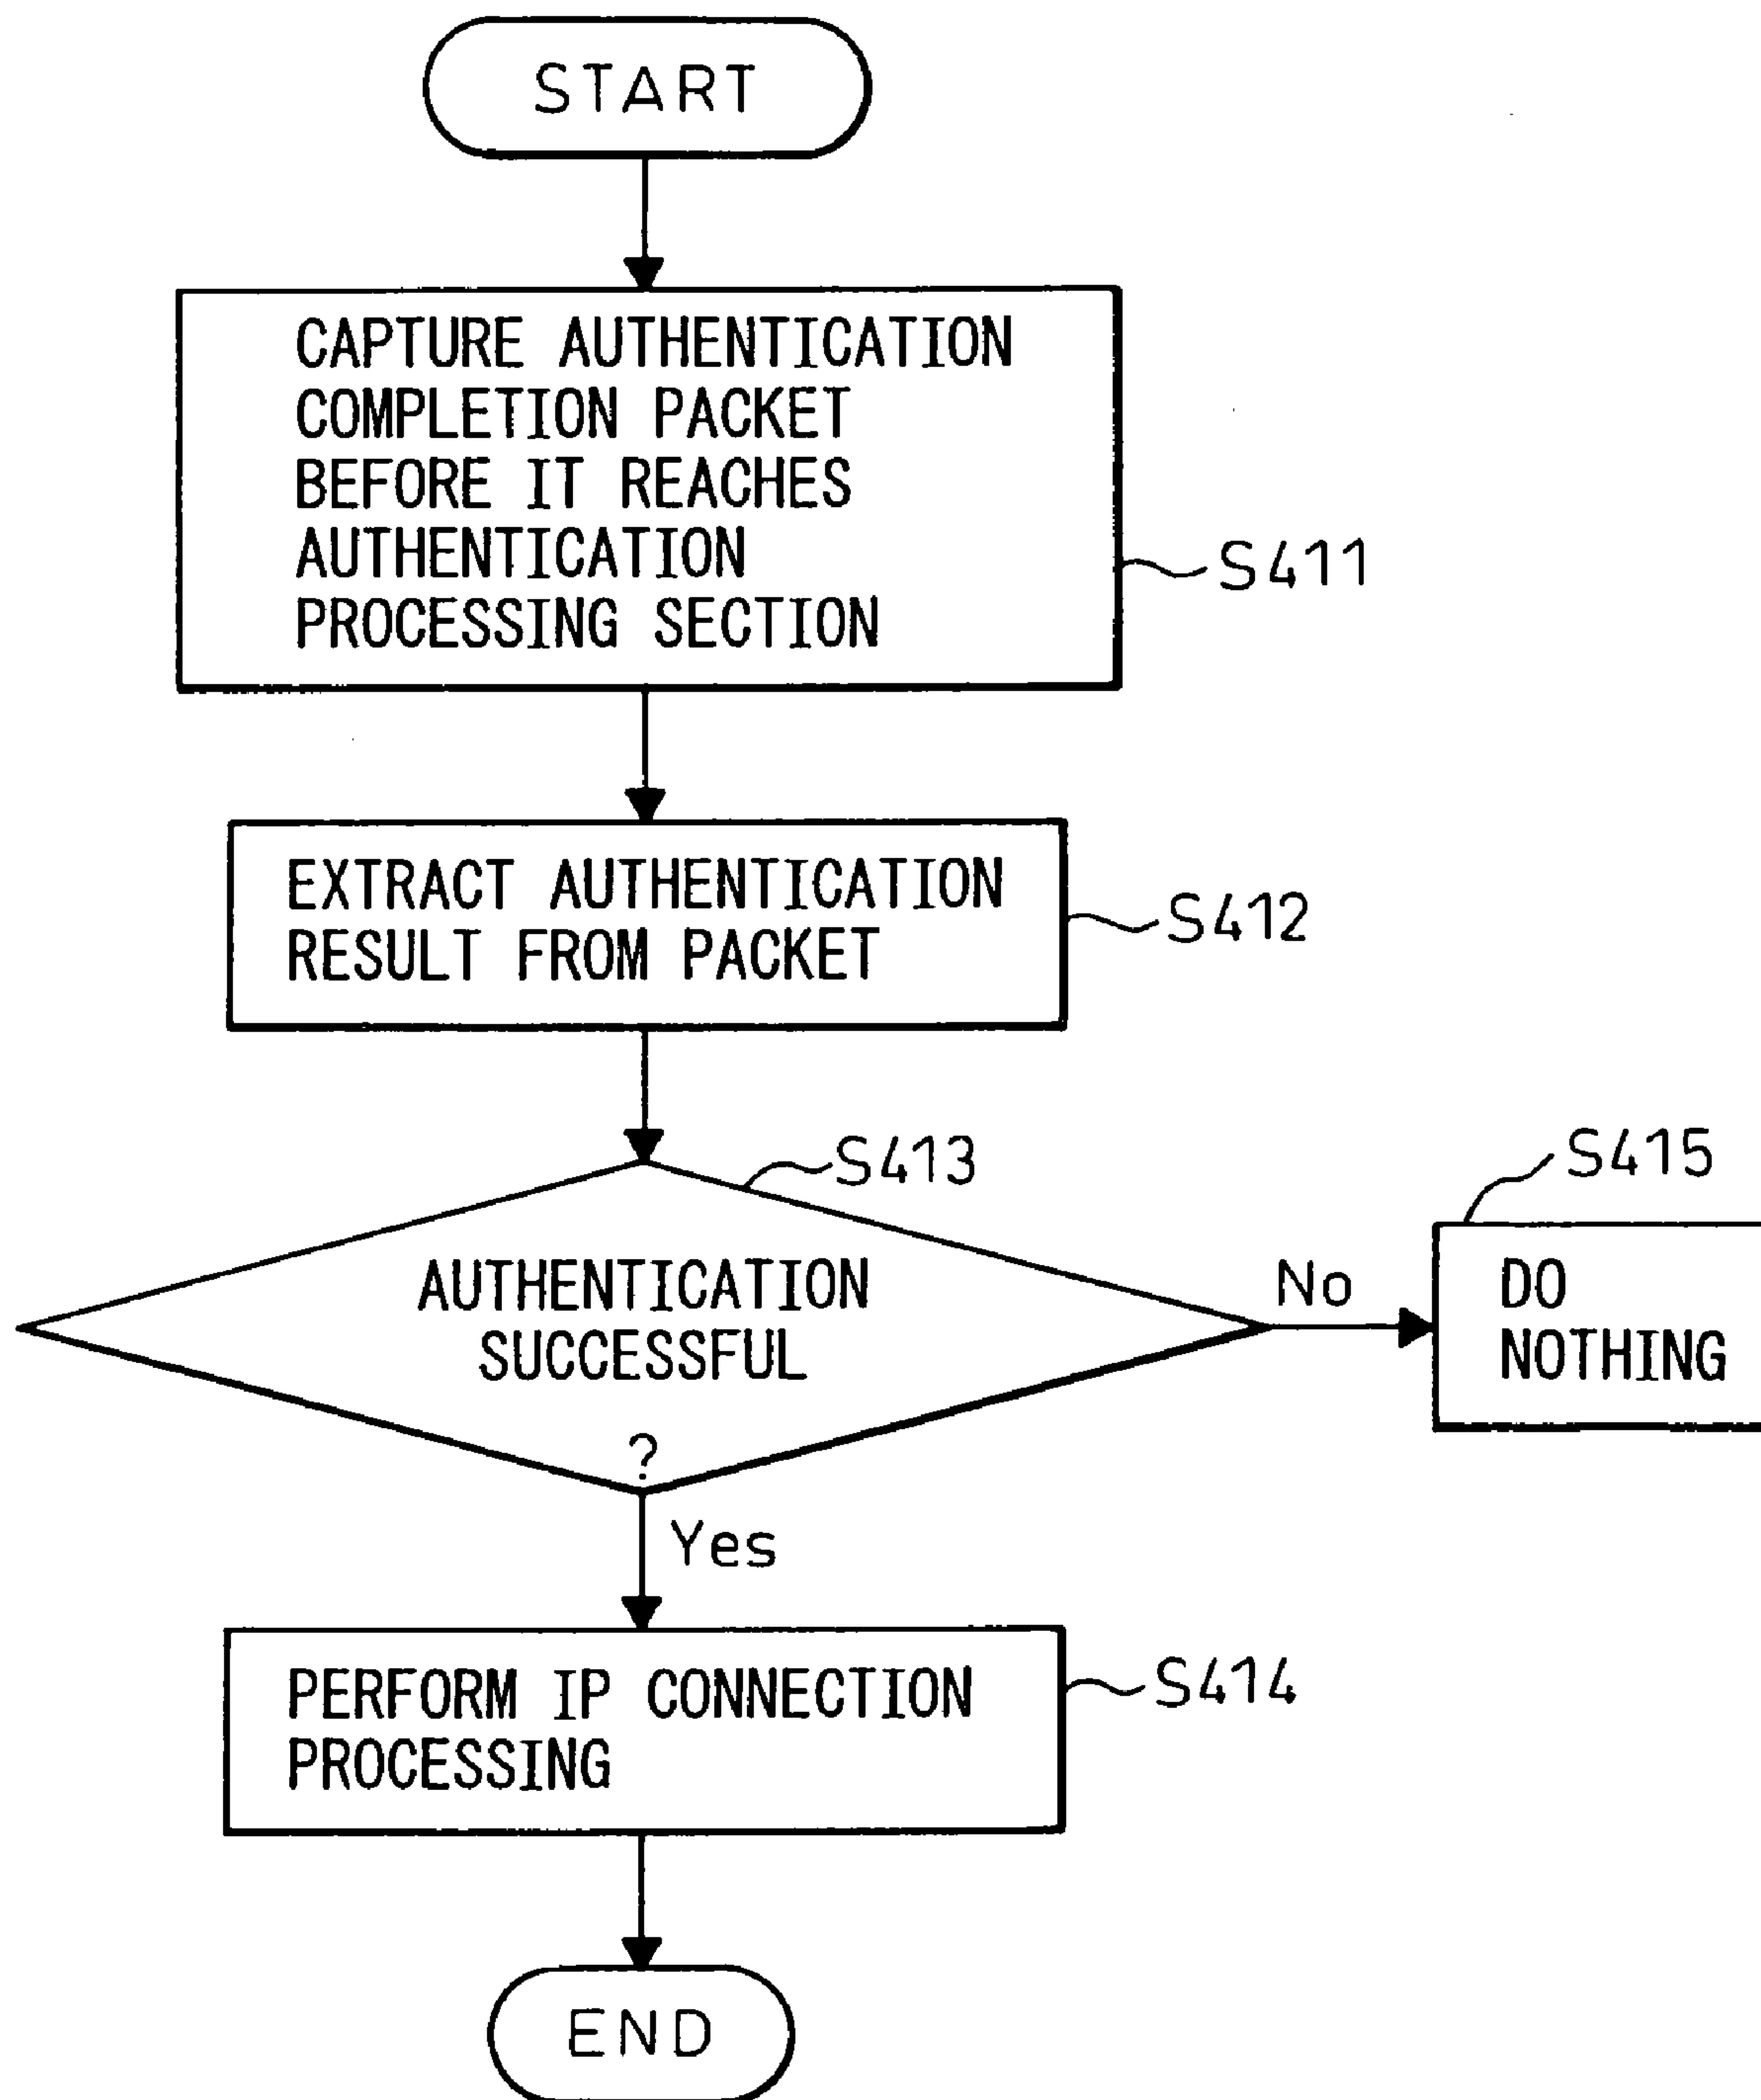 START
CAPTURE AUTHENTICATION
COMPLETION PACKET
BEFORE IT REACHES
AUTHENTICATION
PROCESSING SECTION
S411
EXTRACT AUTHENTICATION
RESULT FROM PACKET
S412
S413
AUTHENTICATION
SUCCESSFUL
?
No
S415
DO
NOTHING
Yes
PERFORM IP CONNECTION
PROCESSING
S414
END